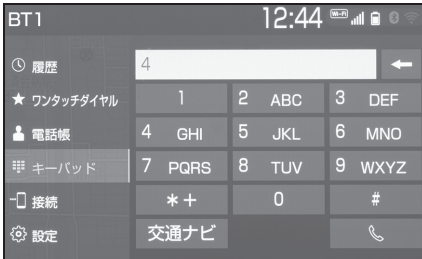 BT1 12:44 Wi-Fi
履歴
ワンタッチダイヤル
電話帳
キーパッド
接続
設定
4
1
2 ABC
3 DEF
4 GHI
5 JKL
6 MNO
7 PQRS
8 TUV
9 WXYZ
*+
0
#
交通ナビ